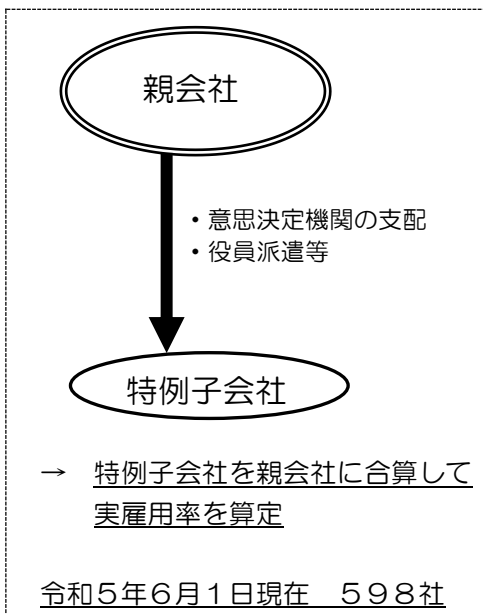 親会社
・意思決定機関の支配
・役員派遣等
特例子会社
→　特例子会社を親会社に合算して
実雇用率を算定
令和５年６月１日現在　５９８社